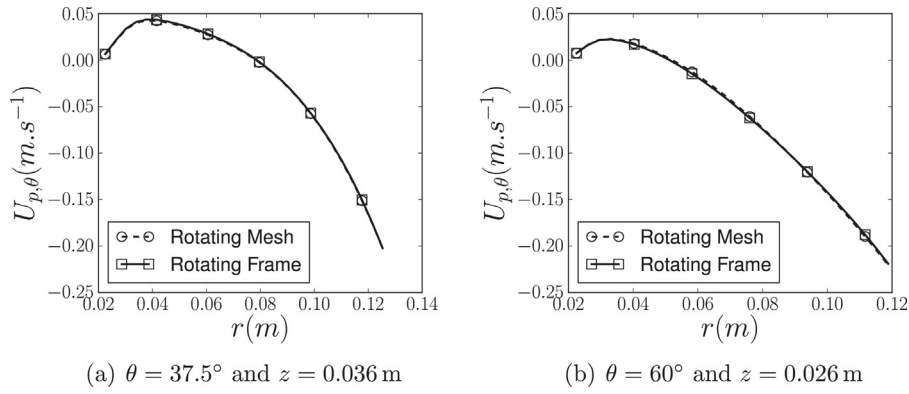 0.05
0.00
−0.05
−0.10
−0.15
−0.20
−0.25
U_{p,θ}(m.s^{−1})
Rotating Mesh
Rotating Frame
0.02 0.04 0.06 0.08 0.10 0.12 0.14
r(m)
(a) θ = 37.5° and z = 0.036 m
0.05
0.00
−0.05
−0.10
−0.15
−0.20
−0.25
U_{p,θ}(m.s^{−1})
Rotating Mesh
Rotating Frame
0.02 0.04 0.06 0.08 0.10 0.12
r(m)
(b) θ = 60° and z = 0.026 m